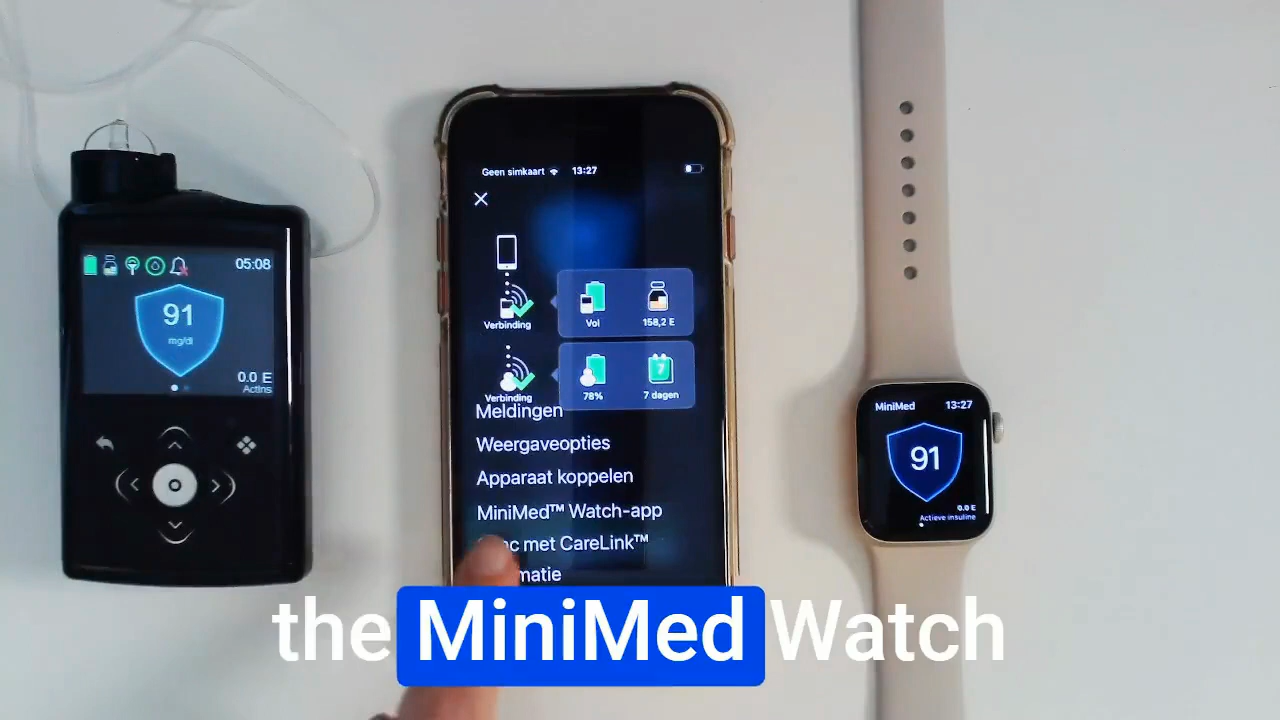 05:08
91
mg/dl
0.0 E
ActIns
Geen simkaart 13:27
Verbinding
Vol 158,2 E
Verbinding
7
78% 7 dagen
Meldingen
Weergaveopties
Apparaat koppelen
MiniMed™ Watch-app
met CareLink™
MiniMed 13:27
91
0.0 E
Actieve insuline
the MiniMed Watch